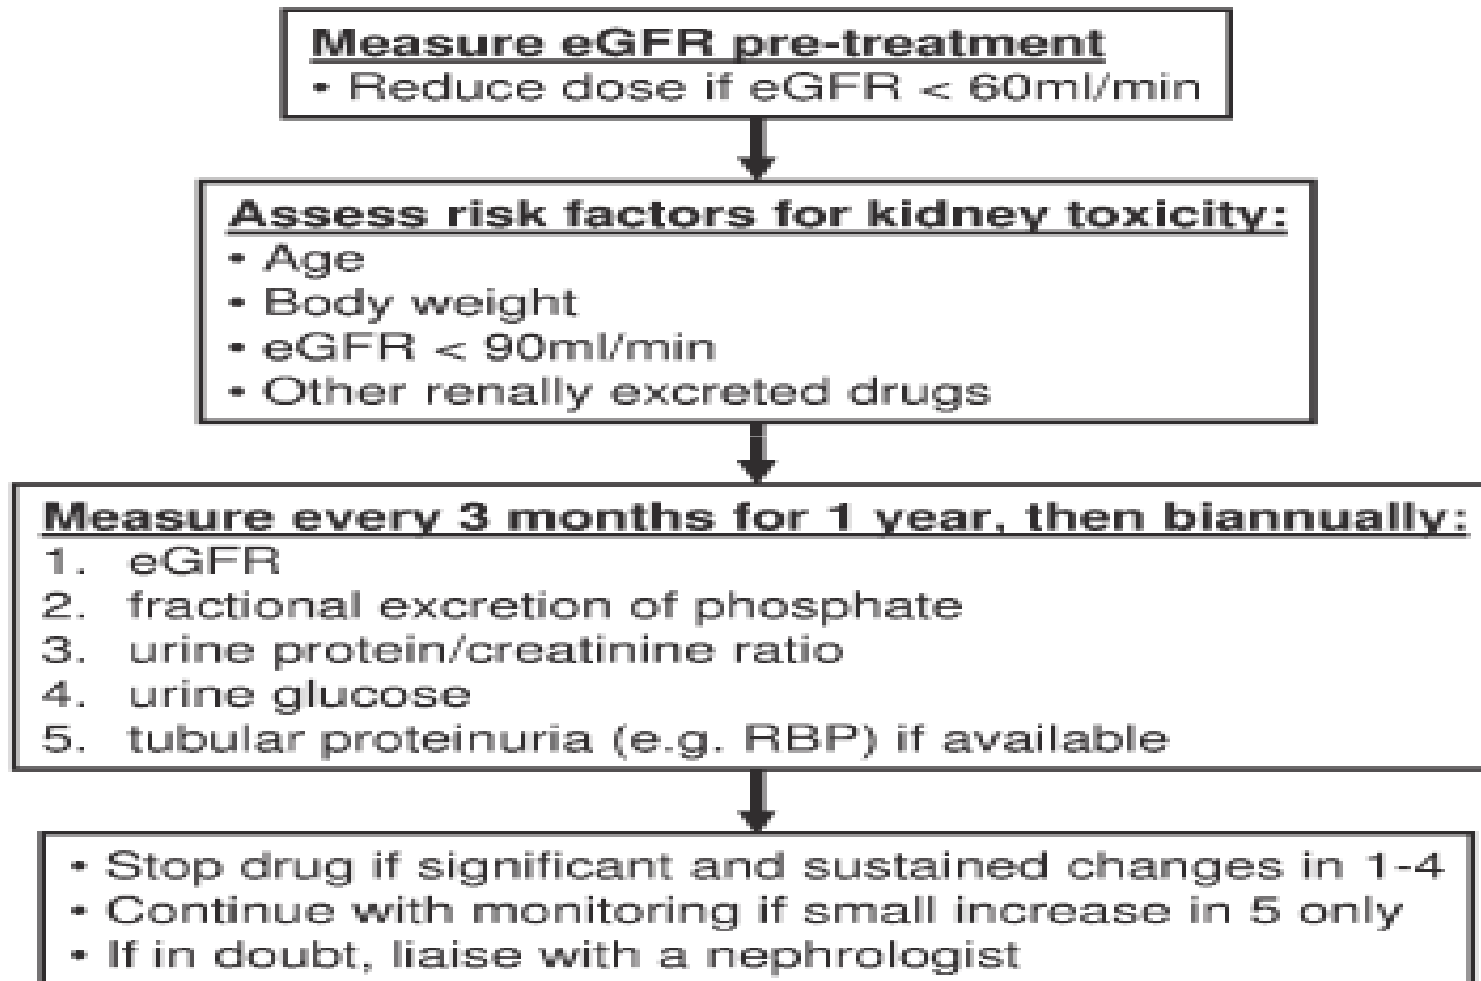 Measure eGFR pre-treatment
• Reduce dose if eGFR < 60ml/min
Assess risk factors for kidney toxicity:
• Age
• Body weight
• eGFR < 90ml/min
• Other renally excreted drugs
Measure every 3 months for 1 year, then biannually:
1. eGFR
2. fractional excretion of phosphate
3. urine protein/creatinine ratio
4. urine glucose
5. tubular proteinuria (e.g. RBP) if available
• Stop drug if significant and sustained changes in 1-4
• Continue with monitoring if small increase in 5 only
• If in doubt, liaise with a nephrologist